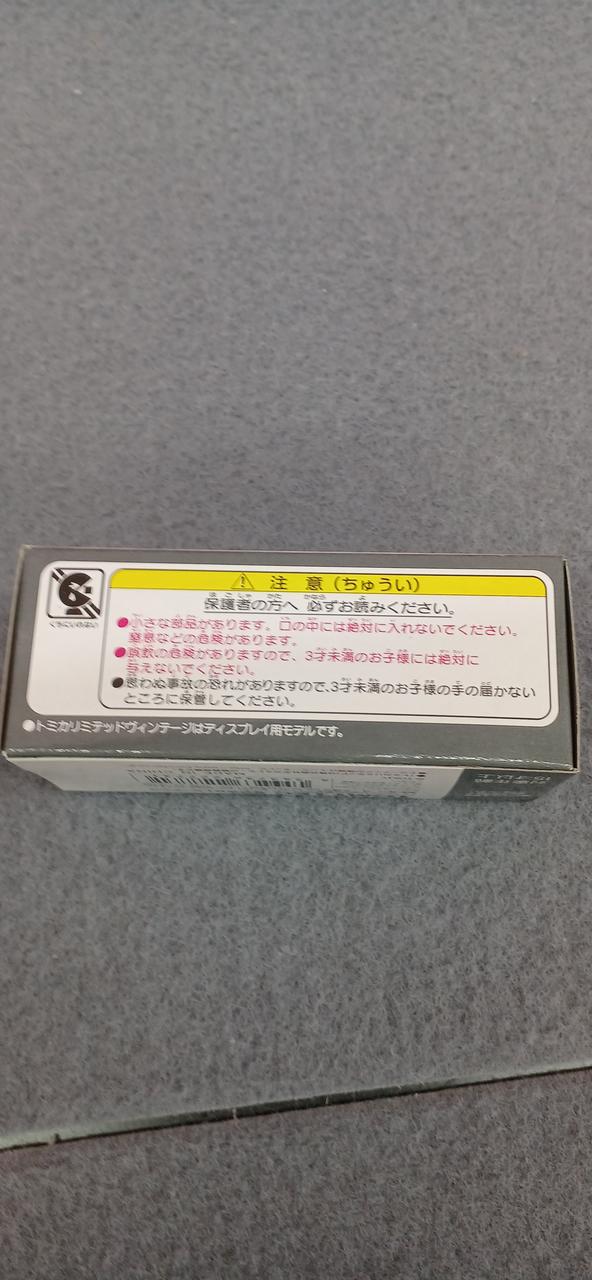 注 意（ちゅうい）
保護者の方へ 必ずお読みください。
●小さな部品があります。口の中には絶対に入れないでください。
窒息などの危険があります。
●誤飲の危険がありますので、3才未満のお子様には絶対に
与えないでください。
●思わぬ事故の恐れがありますので、3才未満のお子様の手の届かない
ところに保管してください。
くちにいれない
●トミカリミテッドヴィンテージはディスプレイ用モデルです。